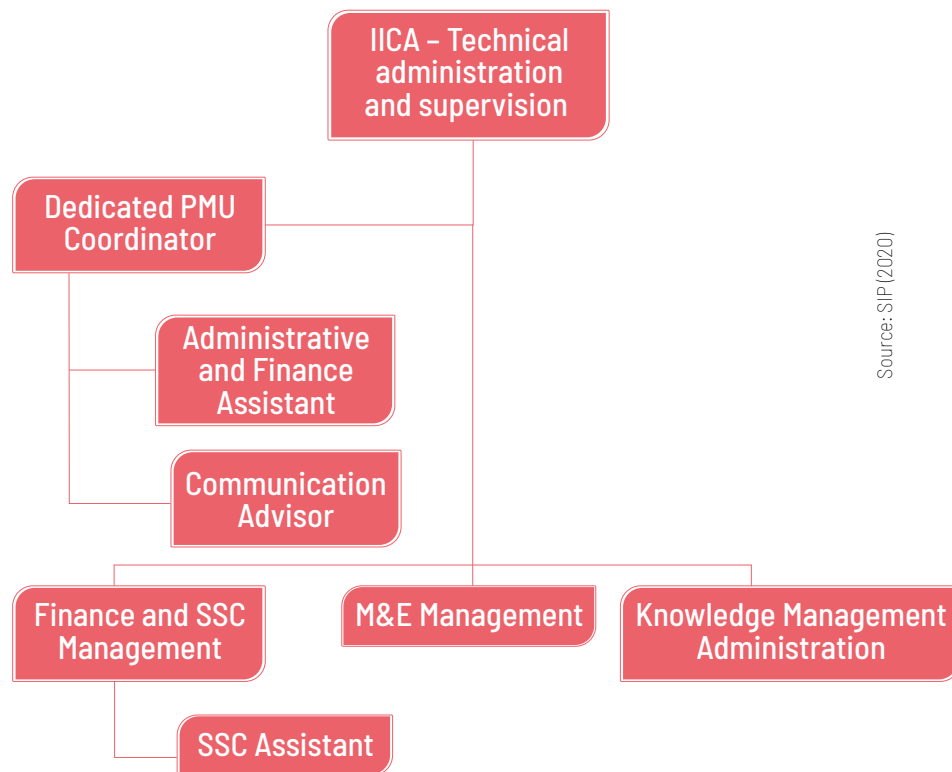 IICA – Technical
administration
and supervision
Dedicated PMU
Coordinator
Administrative
and Finance
Assistant
Communication
Advisor
Finance and SSC
Management
M&E Management
Knowledge Management
Administration
SSC Assistant
Source: SIP (2020)